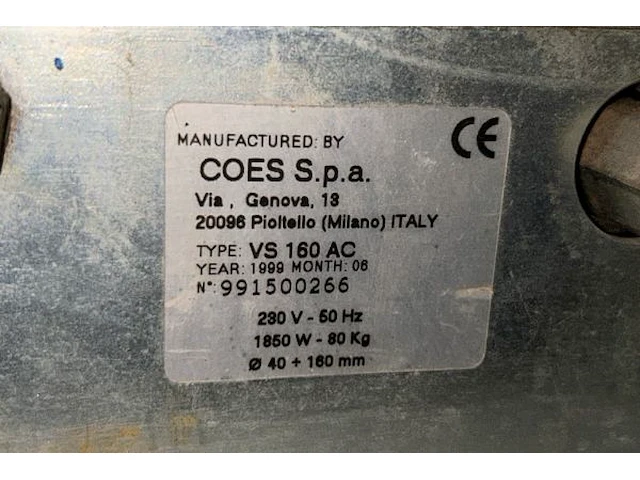 MANUFACTURED: BY
CE
COES S.p.a.
Via , Genova, 13
20096 Pioltello (Milano) ITALY
TYPE: VS 160 AC
YEAR: 1999 MONTH: 06
N°: 991500266
230 V - 50 Hz
1850 W - 80 Kg
Ø 40 ÷ 160 mm